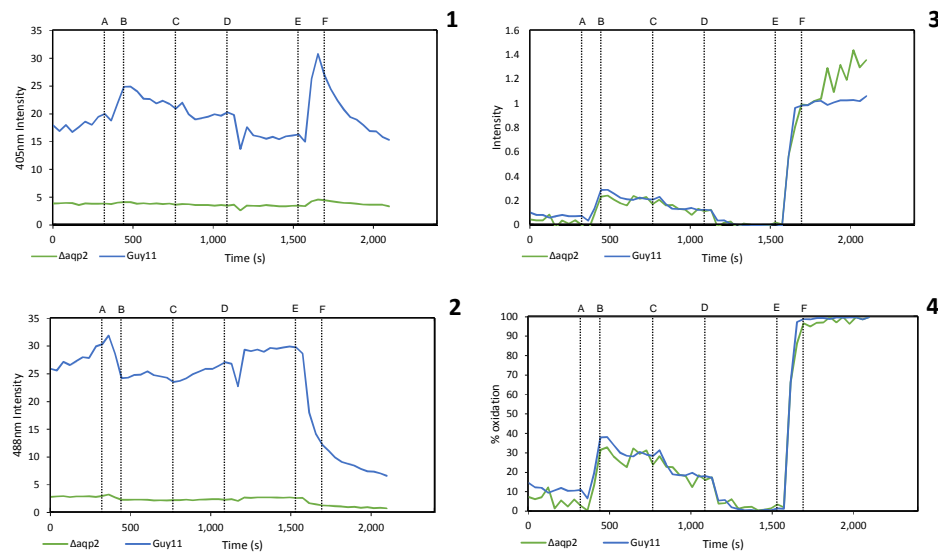 1
A B C D E F
35
30
25
20
15
10
5
0
405nm Intensity
0 500 1,000 1,500 2,000
Time (s)
Δaqp2 Guy11
3
A B C D E F
1.6
1.4
1.2
1
0.8
0.6
0.4
0.2
0
Intensity
0 500 1,000 1,500 2,000
Time (s)
Δaqp2 Guy11
2
A B C D E F
35
30
25
20
15
10
5
0
488nm Intensity
0 500 1,000 1,500 2,000
Time (s)
Δaqp2 Guy11
4
A B C D E F
100
90
80
70
60
50
40
30
20
10
0
% oxidation
0 500 1,000 1,500 2,000
Time (s)
Δaqp2 Guy11